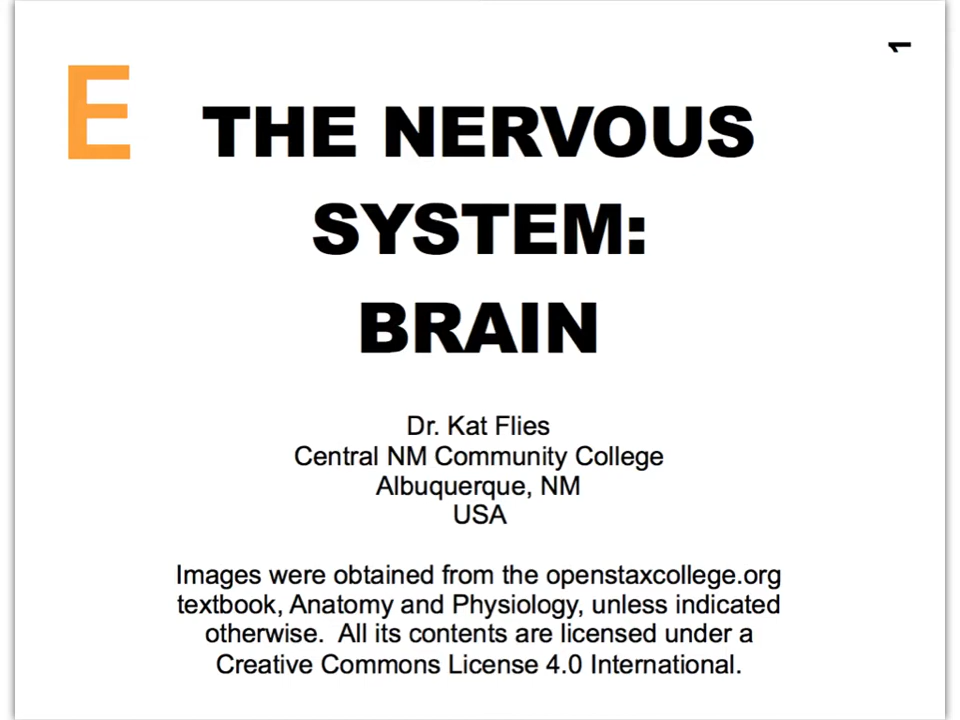 1
E
THE NERVOUS
SYSTEM:
BRAIN
Dr. Kat Flies
Central NM Community College
Albuquerque, NM
USA
Images were obtained from the openstaxcollege.org
textbook, Anatomy and Physiology, unless indicated
otherwise.  All its contents are licensed under a
Creative Commons License 4.0 International.